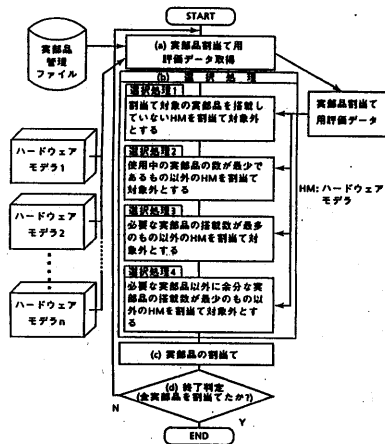 START
実部品
管理
ファイル
(a) 実部品割当て用
評価データ取得
(b) 選択処理
選択処理1
割当て対象の実部品を搭載し
ていないHMを割当て対象外
とする
実部品割当て
用評価データ
選択処理2
使用中の実部品の数が最少で
あるもの以外のHMを割当て
対象外とする
HM:ハードウェア
モデラ
選択処理3
必要な実部品の搭載数が最多
のもの以外のHMを割当て対
象外とする
選択処理4
必要な実部品以外に余分な実
部品の搭載数が最少のもの以
外のHMを割当て対象外とす
る
ハードウェア
モデラ1
ハードウェア
モデラ2
ハードウェア
モデラn
(c) 実部品の割当て
(d) 終了判定
(全実部品を割当てたか?)
N
Y
END